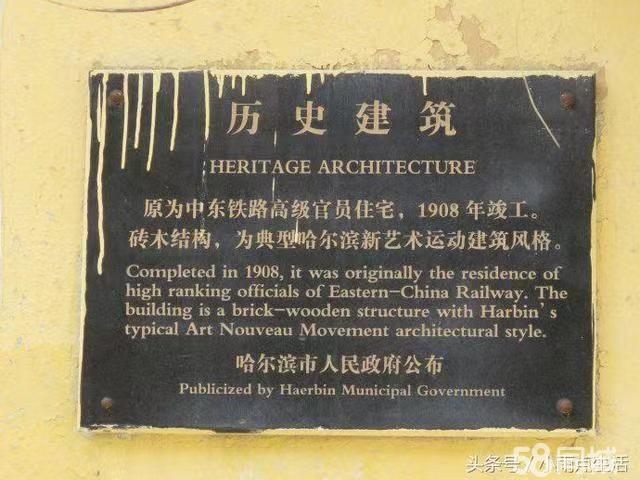 历史建筑
HERITAGE ARCHITECTURE
原为中东铁路高级官员住宅，1908年竣工。
砖木结构，为典型哈尔滨新艺术运动建筑风格。
Completed in 1908, it was originally the residence of
high ranking officials of Eastern-China Railway. The
building is a brick-wooden structure with Harbin's
typical Art Nouveau Movement architectural style.
哈尔滨市人民政府公布
Publicized by Haerbin Municipal Government
头条号/小雨点生活
58同城